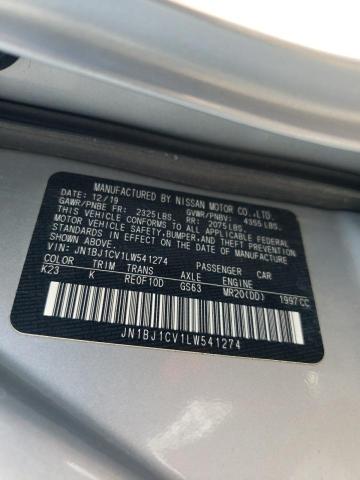 MANUFACTURED BY NISSAN MOTOR CO.,LTD.
DATE: 12/19 GVWR/PNBV: 4355LBS.
GAWR/PNBE FR: 2325LBS. RR: 2075LBS.
THIS VEHICLE CONFORMS TO ALL APPLICABLE FEDERAL
MOTOR VEHICLE SAFETY, BUMPER, AND THEFT PREVENTION
STANDARDS IN EFFECT ON THE DATE OF
MANUFACTURE SHOWN ABOVE.
VIN: JN1BJ1CV1LW541274 PASSENGER CAR
COLOR TRIM TRANS AXLE ENGINE
K23 K RE0F10D GS63 MR20(DD) 1997CC
JN1BJ1CV1LW541274